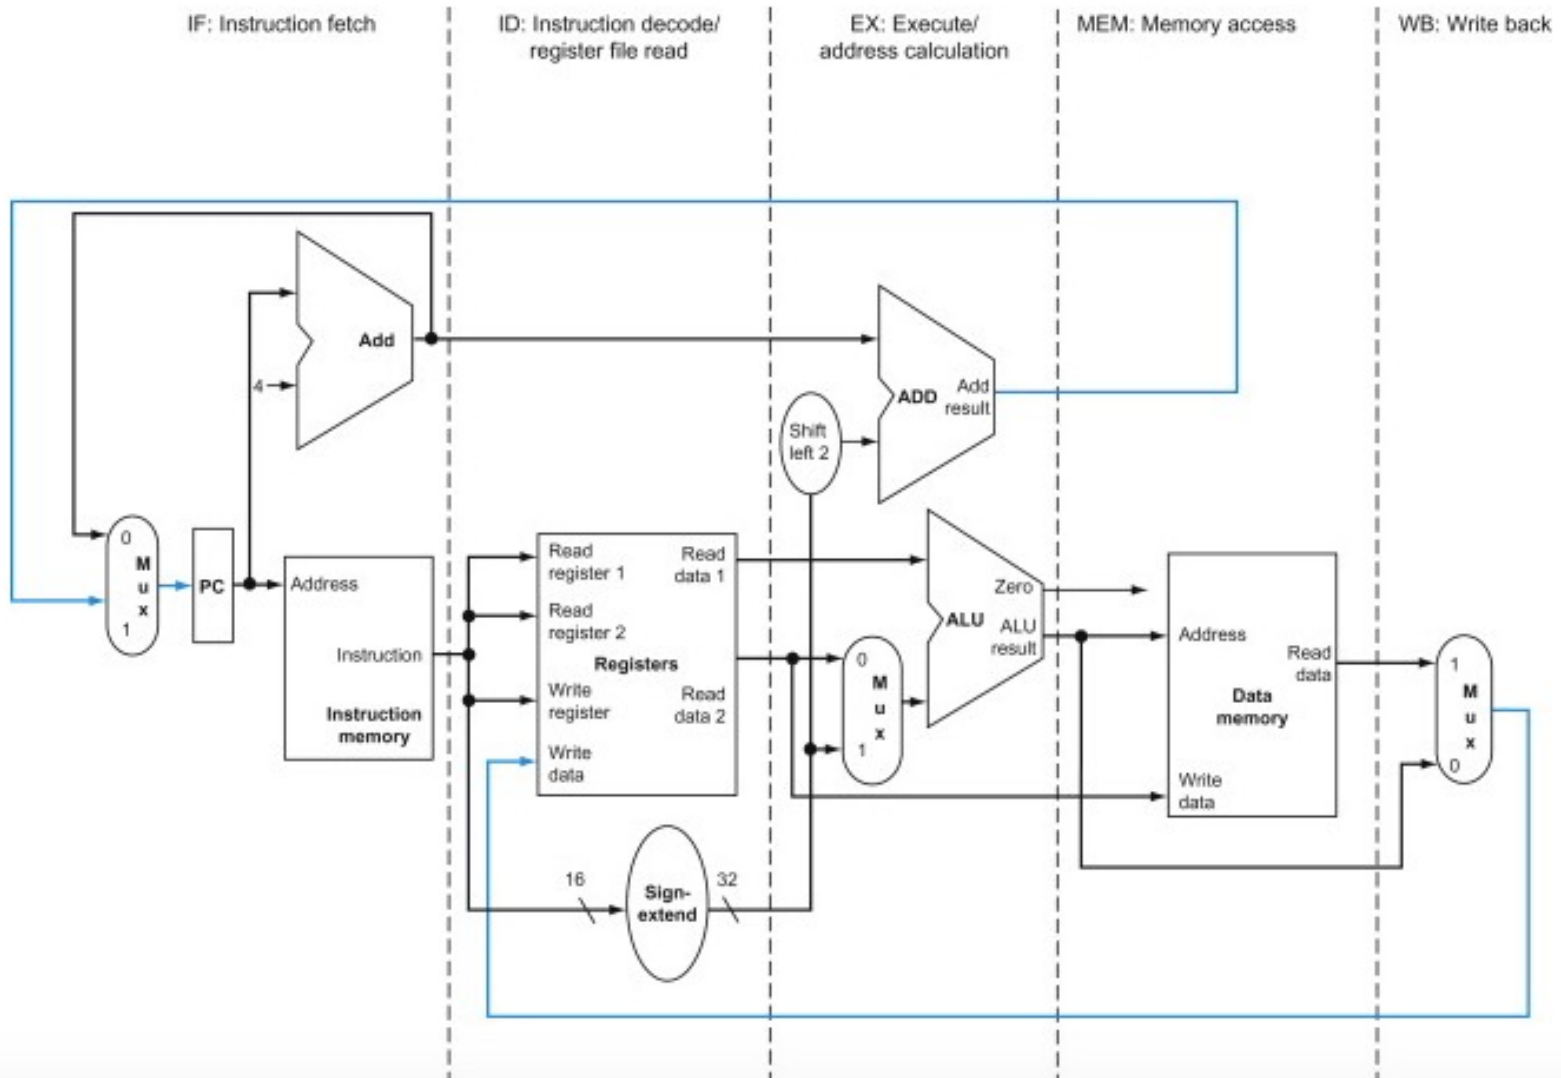 IF: Instruction fetch
ID: Instruction decode/
register file read
EX: Execute/
address calculation
MEM: Memory access
WB: Write back
Add
4
ADD
Add
result
Shift
left 2
0
M
u
x
1
PC
Address
Instruction
Instruction
memory
Read
register 1
Read
register 2
Write
register
Write
data
Registers
Read
data 1
Read
data 2
16
Sign-
extend
32
0
M
u
x
1
Zero
ALU
ALU
result
Address
Read
data
Data
memory
Write
data
1
M
u
x
0